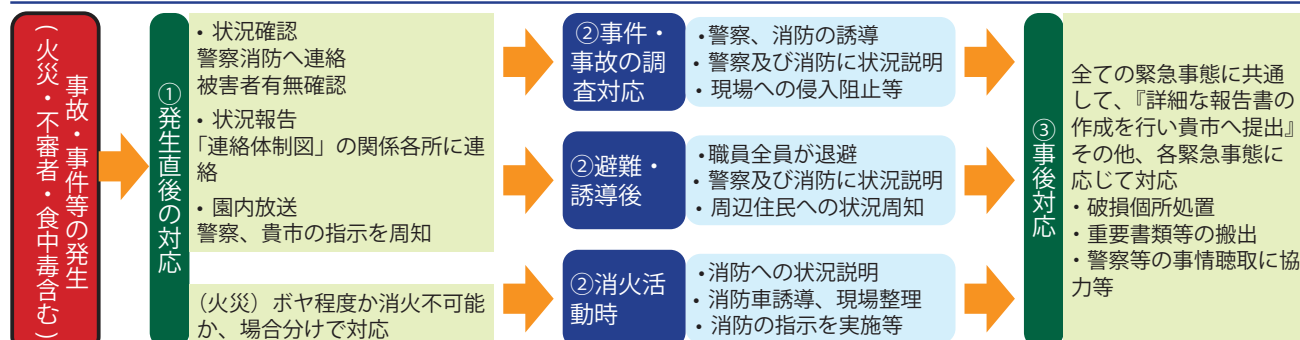 事故・事件等の発生
（火災・不審者・食中毒含む）
①発生直後の対応
・状況確認
警察消防へ連絡
被害者有無確認
・状況報告
「連絡体制図」の関係各所に連
絡
・園内放送
警察、貴市の指示を周知
（火災）ボヤ程度か消火不可能
か、場合分けで対応
②事件・
事故の調
査対応
・警察、消防の誘導
・警察及び消防に状況説明
・現場への侵入阻止等
②避難・
誘導後
・職員全員が退避
・警察及び消防に状況説明
・周辺住民への状況周知
②消火活
動時
・消防への状況説明
・消防車誘導、現場整理
・消防の指示を実施等
③事後対応
全ての緊急事態に共通
して、『詳細な報告書の
作成を行い貴市へ提出』
その他、各緊急事態に
応じて対応
・破損個所処置
・重要書類等の搬出
・警察等の事情聴取に協
力等